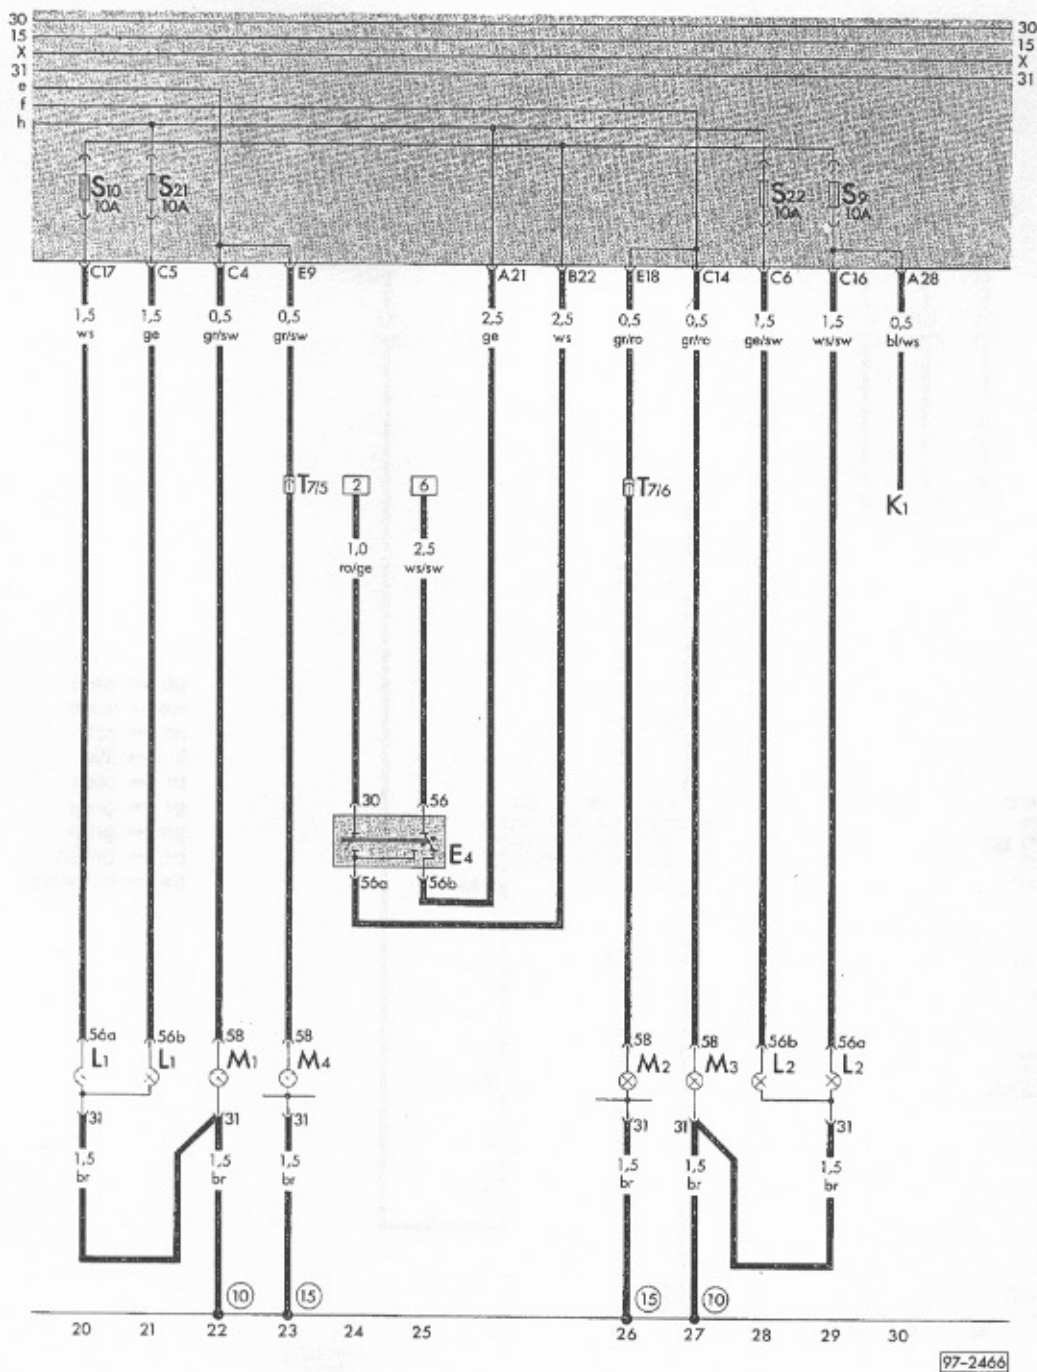 30 30
15 15
X X
31 31
e
f
h
S10 S21 S22 S9
10A 10A 10A 10A
C17 C5 C4 E9 A21 B22 E18 C14 C6 C16 A28
1,5 1,5 0,5 0,5 2,5 2,5 0,5 0,5 1,5 1,5 0,5
ws ge gr/sw gr/sw ge ws gr/ro gr/ro ge/sw ws/sw bl/ws
T7/5 2 6 T7/6
K1
1,0 2,5
ro/ge ws/sw
30 56
E4
56a 56b
56a 56b 58 58 58 58 56b 56a
L1 L1 M1 M4 M2 M3 L2 L2
31 31 31 31 31 31
1,5 1,5 1,5 1,5 1,5 1,5
br br br br br br
10 15 15 10
20 21 22 23 24 25 26 27 28 29 30
97-2466